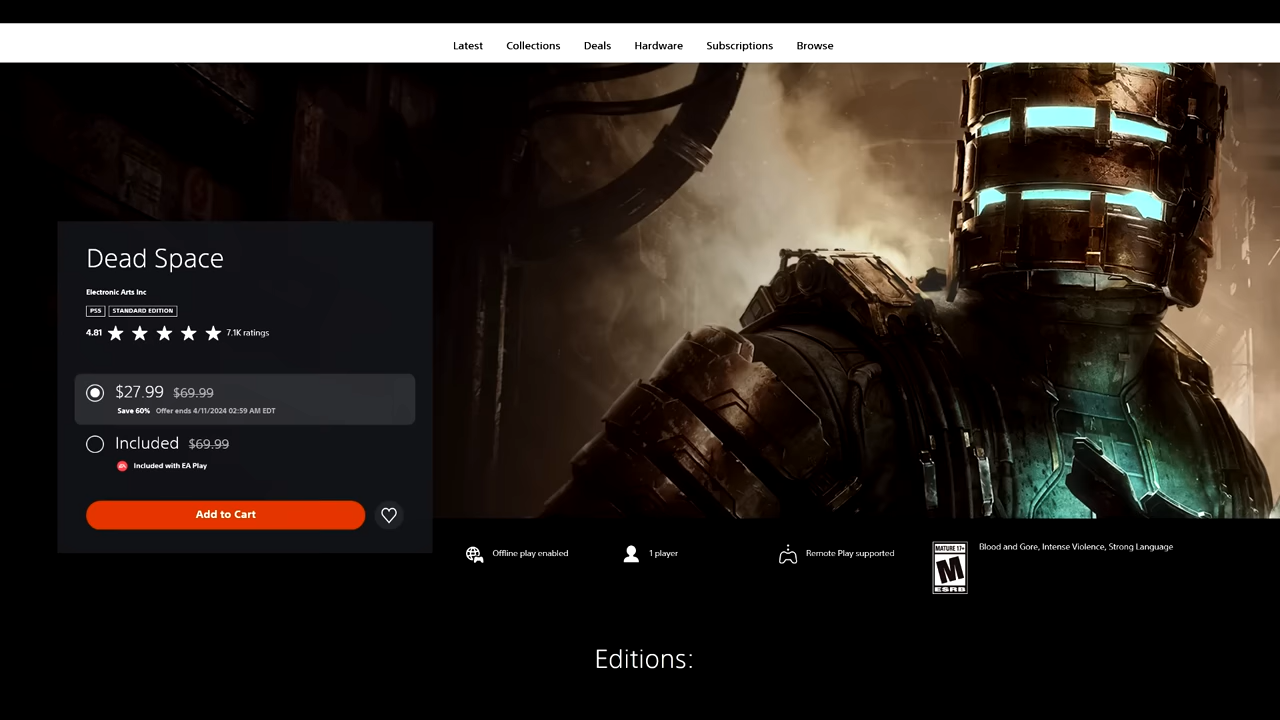 Latest Collections Deals Hardware Subscriptions Browse
Dead Space
Electronic Arts Inc
PS5 STANDARD EDITION
4.81 7.1K ratings
$27.99 $69.99
Save 60% Offer ends 4/11/2024 02:59 AM EDT
Included $69.99
EA Included with EA Play
Add to Cart
Offline play enabled
1 player
Remote Play supported
MATURE 17+
M
ESRB
Blood and Gore, Intense Violence, Strong Language
Editions: